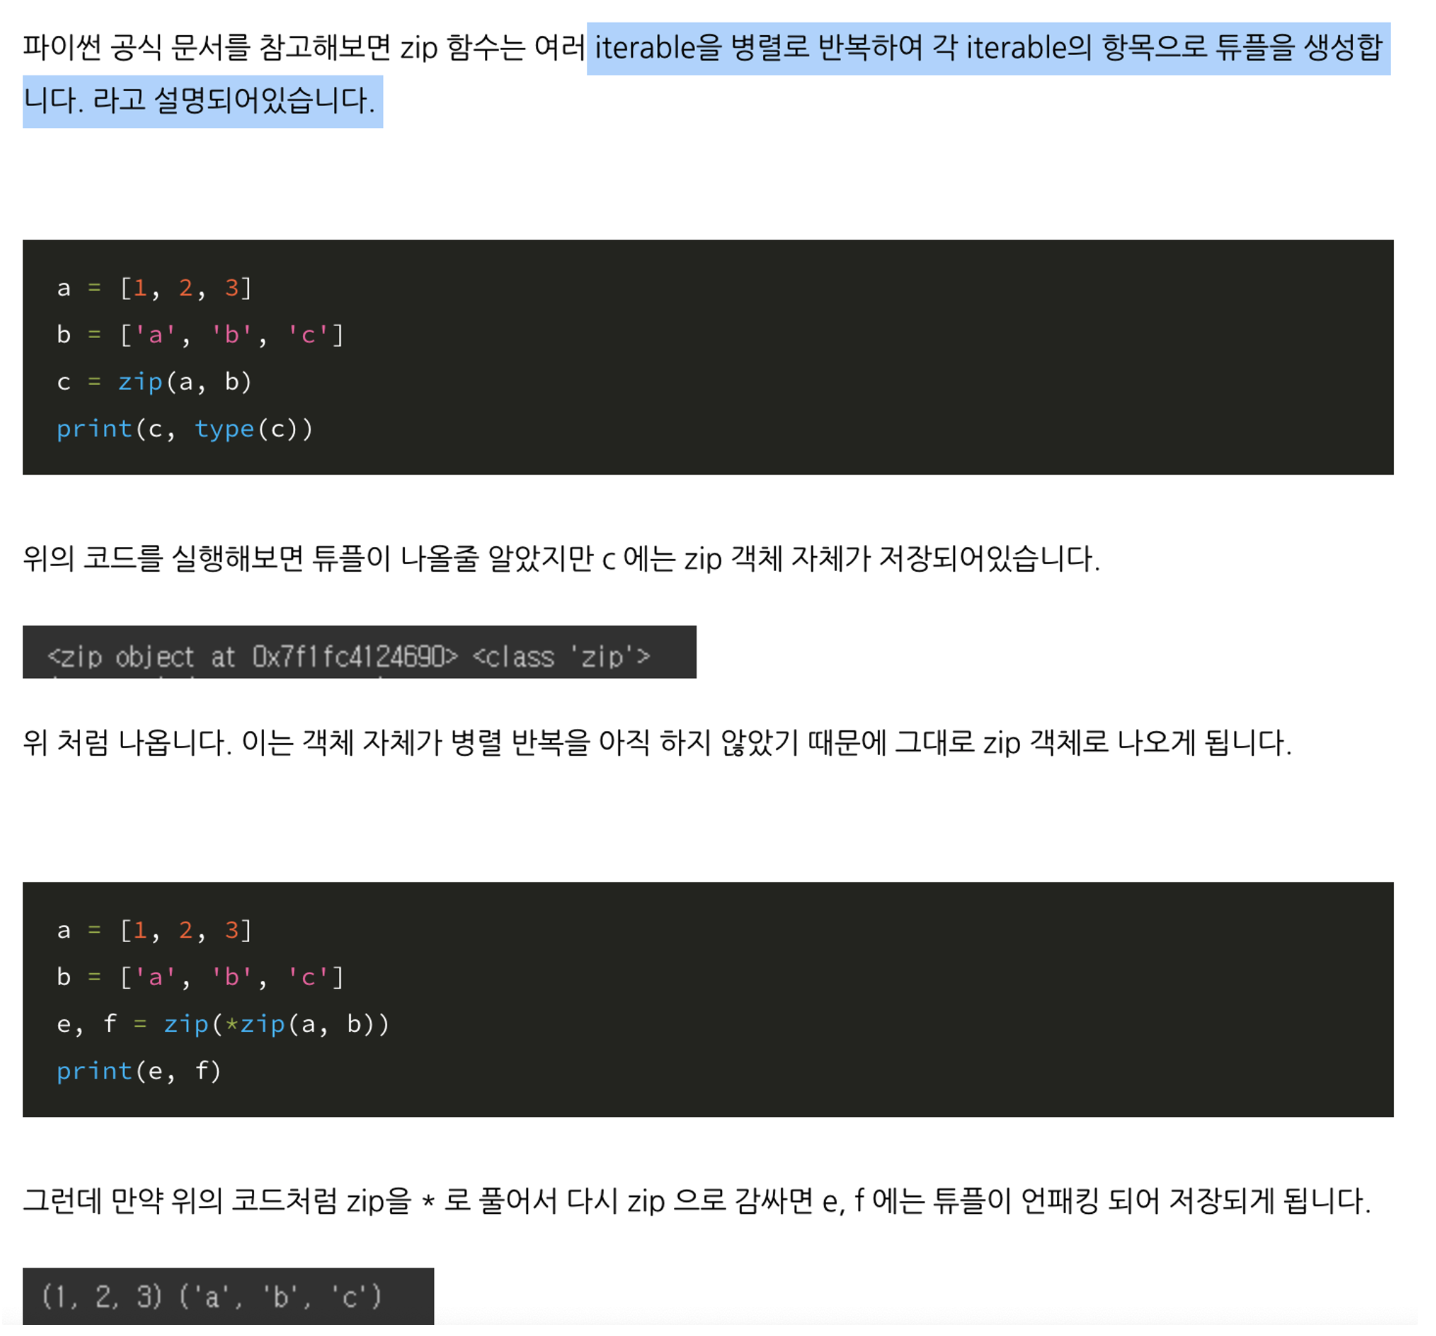 파이썬 공식 문서를 참고해보면 zip 함수는 여러 iterable을 병렬로 반복하여 각 iterable의 항목으로 튜플을 생성합
니다. 라고 설명되어있습니다.
a = [1, 2, 3]
b = ['a', 'b', 'c']
c = zip(a, b)
print(c, type(c))
위의 코드를 실행해보면 튜플이 나올줄 알았지만 c 에는 zip 객체 자체가 저장되어있습니다.
<zip object at 0x7f1fc4124690> <class 'zip'>
위 처럼 나옵니다. 이는 객체 자체가 병렬 반복을 아직 하지 않았기 때문에 그대로 zip 객체로 나오게 됩니다.
a = [1, 2, 3]
b = ['a', 'b', 'c']
e, f = zip(*zip(a, b))
print(e, f)
그런데 만약 위의 코드처럼 zip을 * 로 풀어서 다시 zip 으로 감싸면 e, f 에는 튜플이 언패킹 되어 저장되게 됩니다.
(1, 2, 3) ('a', 'b', 'c')